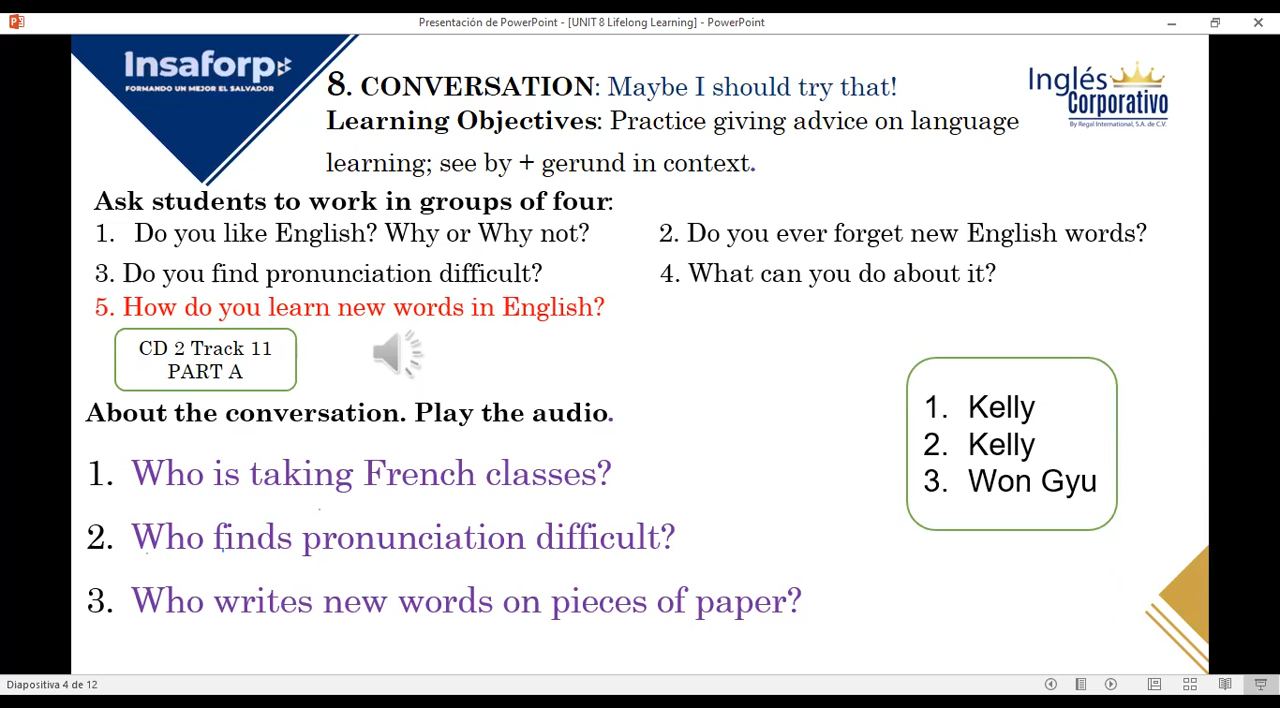 Presentación de PowerPoint - [UNIT 8 Lifelong Learning] - PowerPoint
Insaforp
FORMANDO UN MEJOR EL SALVADOR
8. CONVERSATION: Maybe I should try that!
Learning Objectives: Practice giving advice on language
learning; see by + gerund in context.
Inglés
Corporativo
By Regal International, S.A. de C.V.
Ask students to work in groups of four:
1. Do you like English? Why or Why not?
2. Do you ever forget new English words?
3. Do you find pronunciation difficult?
4. What can you do about it?
5. How do you learn new words in English?
CD 2 Track 11
PART A
About the conversation. Play the audio.
1. Who is taking French classes?
2. Who finds pronunciation difficult?
3. Who writes new words on pieces of paper?
1. Kelly
2. Kelly
3. Won Gyu
Diapositiva 4 de 12